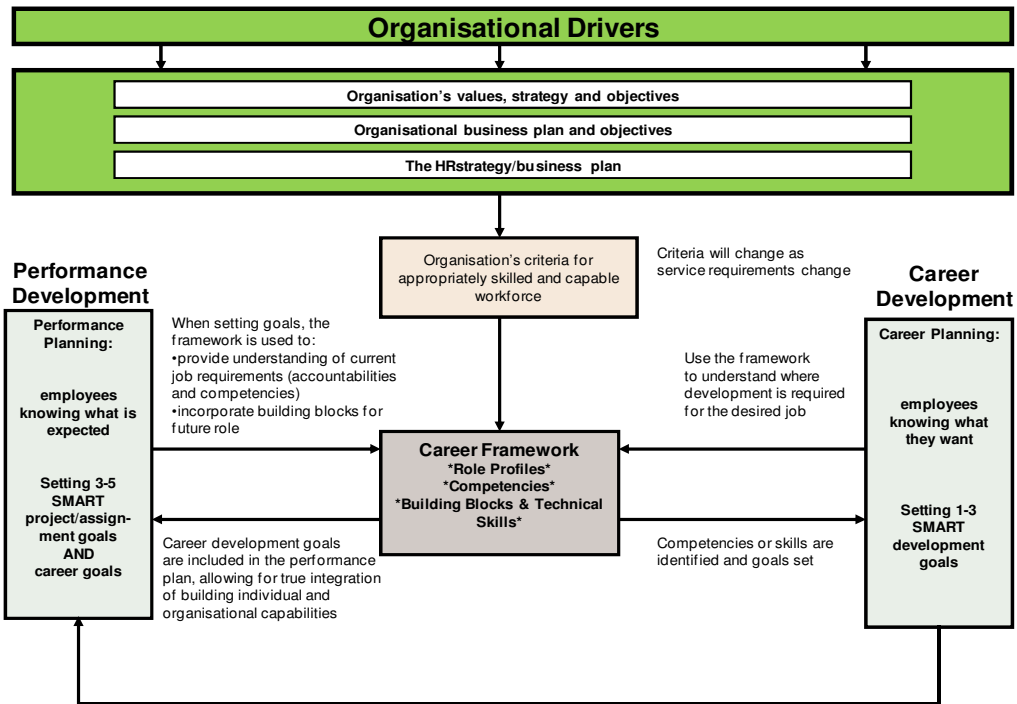 Organisational Drivers
Organisation's values, strategy and objectives
Organisational business plan and objectives
The HRstrategy/business plan
Organisation's criteria for
appropriately skilled and capable
workforce
Criteria will change as
service requirements change
Performance
Development
Performance
Planning:
employees
knowing what is
expected
Setting 3-5
SMART
project/assign-
ment goals
AND
career goals
When setting goals, the
framework is used to:
•provide understanding of current
job requirements (accountabilities
and competencies)
•incorporate building blocks for
future role
Career Framework
*Role Profiles*
*Competencies*
*Building Blocks & Technical
Skills*
Career development goals
are included in the performance
plan, allowing for true integration
of building individual and
organisational capabilities
Use the framework
to understand where
development is required
for the desired job
Competencies or skills are
identified and goals set
Career
Development
Career Planning:
employees
knowing what
they want
Setting 1-3
SMART
development
goals